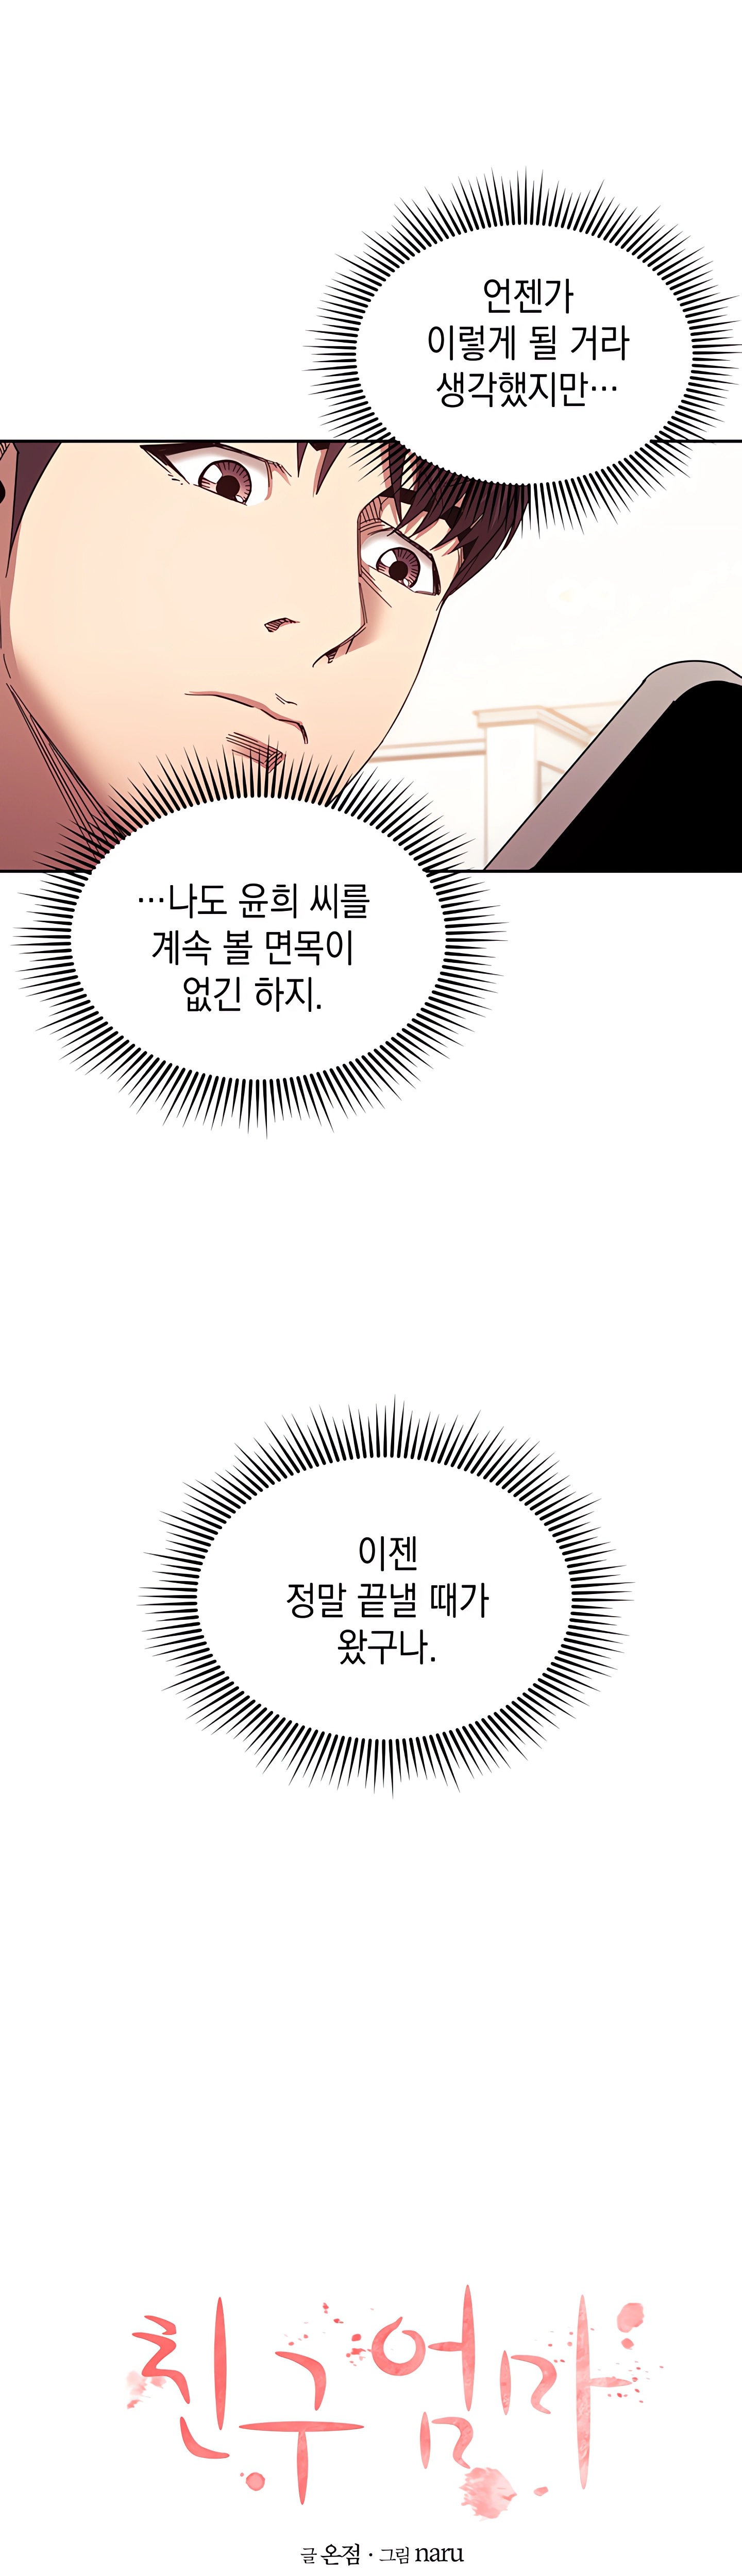 언젠가
이렇게 될 거라
생각했지만…
…나도 윤희 씨를
계속 볼 면목이
없긴 하지.
이젠
정말 끝낼 때가
왔구나.
친구엄마
글 온점 · 그림 naru